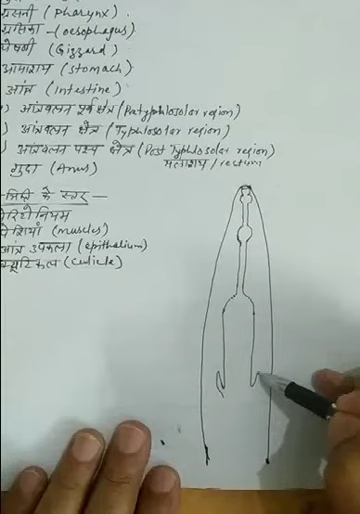 ग्रसनी (Pharynx).
ग्रसिका - (Oesophagus)
पेषणी (Gizzard)
आमाशय (Stomach)
आंत्र (Intestine)
) आंत्रवलन पूर्व क्षेत्र (Pretyphlosolar region)
) आंत्रवलन क्षेत्र (Typhlosolar region)
) आंत्रवलन पश्च क्षेत्र (Post Typhlosolar region)
मलाशय / rectum
गुदा (Anus)
भित्ति के स्तर -
पेरिटोनियम
पेशियां (muscles)
आंत्र उपकला (epithelium)
क्यूटिकल (cuticle)